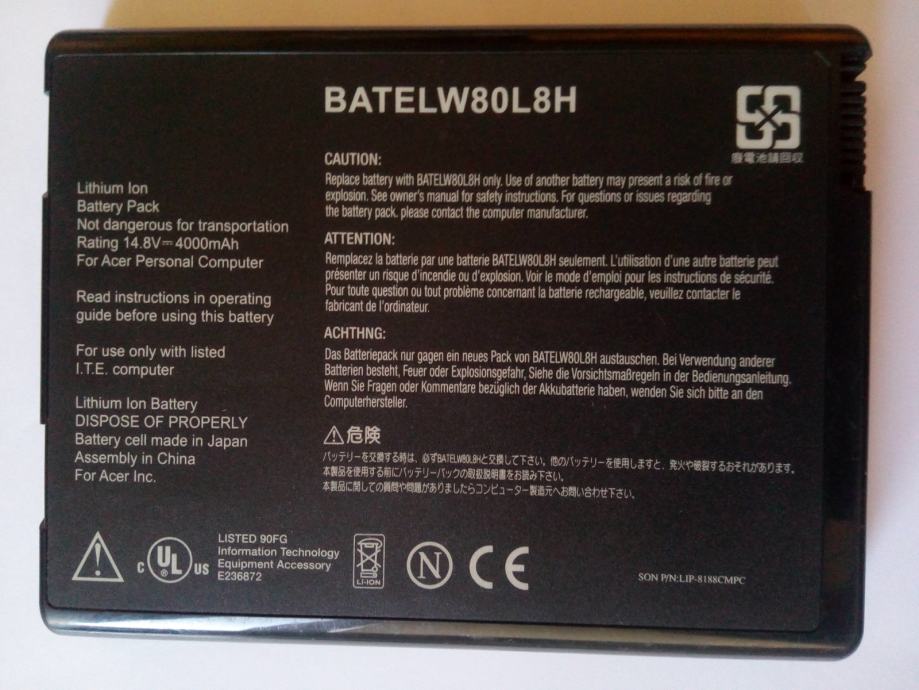 BATELW80L8H
廢電池請回收
Lithium Ion
Battery Pack
Not dangerous for transportation
Rating 14.8V⎓4000mAh
For Acer Personal Computer
Read instructions in operating
guide before using this battery
For use only with listed
I.T.E. computer
Lithium Ion Battery
DISPOSE OF PROPERLY
Battery cell made in Japan
Assembly in China
For Acer Inc.
CAUTION:
Replace battery with BATELW80L8H only. Use of another battery may present a risk of fire or
explosion. See owner's manual for safety instructions. For questions or issues regarding
the battery pack. please contact the computer manufacturer.
ATTENTION:
Remplacez la batterie par une batterie BATELW80L8H seulement. L'utilisation d'une autre batterie peut
présenter un risque d'incendie ou d'explosion. Voir le mode d'emploi pour les instructions de sécurité.
Pour toute question ou tout problème concernant la batterie rechargeable, veuillez contacter le
fabricant de l'ordinateur.
ACHTHNG:
Das Batteriepack nur gagen ein neues Pack von BATELW80L8H austauschen. Bei Verwendung anderer
Batterien besteht, Feuer oder Explosionsgefahr, Siehe die Vorsichtsmaßregeln in der Bedienungsanleitung.
Wenn Sie Fragen oder Kommentare bezüglich der Akkubatterie haben, wenden Sie sich bitte an den
Computerhersteller.
⚠危険
バッテリーを交換する時は、必ずBATELW80L8Hと交換して下さい。他のバッテリーを使用しますと、発火や破裂するおそれがあります。
本製品を使用する前にバッテリーパックの取扱説明書をお読み下さい。
本製品に関しての質問や問題がありましたらコンピューター製造元へお問い合わせ下さい。
C UL ® US
LISTED 90FG
Information Technology
Equipment Accessory
E236872
LI-ION
N
CE
SON P/N:LIP-8188CMPC